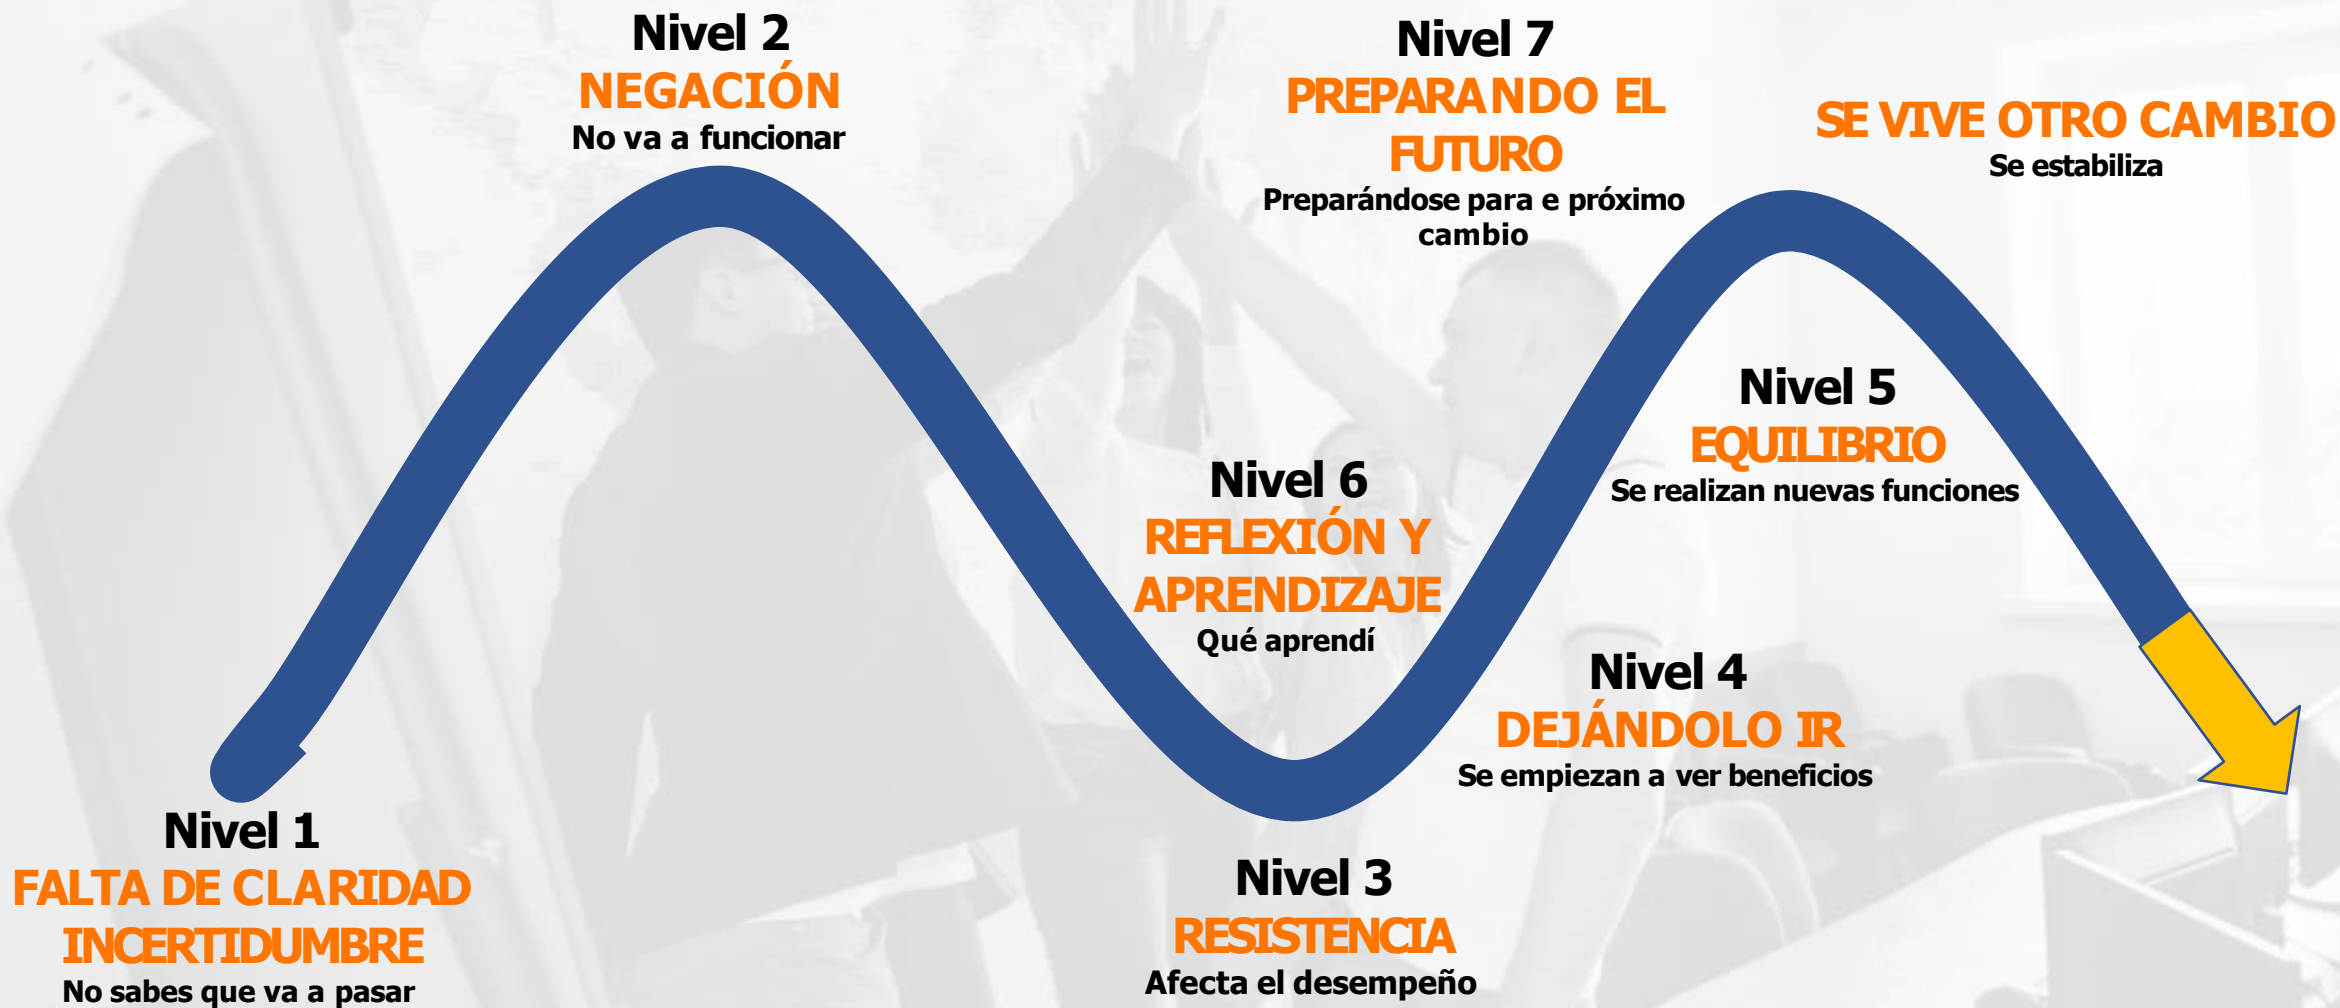 Nivel 1
FALTA DE CLARIDAD
INCERTIDUMBRE
No sabes que va a pasar
Nivel 2
NEGACIÓN
No va a funcionar
Nivel 3
RESISTENCIA
Afecta el desempeño
Nivel 4
DEJÁNDOLO IR
Se empiezan a ver beneficios
Nivel 5
EQUILIBRIO
Se realizan nuevas funciones
Nivel 6
REFLEXIÓN Y
APRENDIZAJE
Qué aprendí
Nivel 7
PREPARANDO EL
FUTURO
Preparándose para e próximo
cambio
SE VIVE OTRO CAMBIO
Se estabiliza